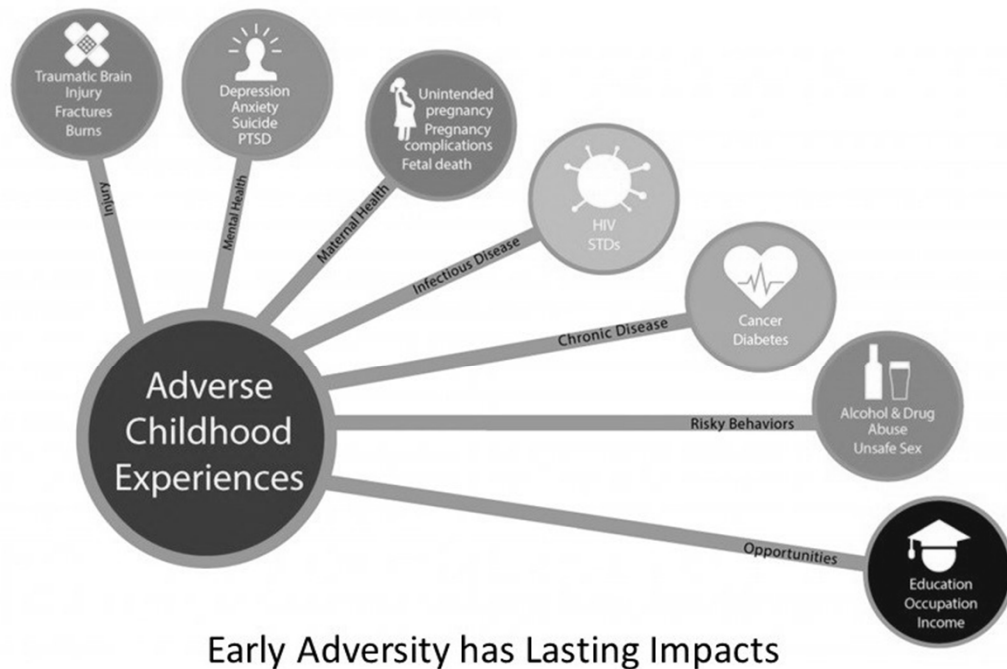 Traumatic Brain
Injury
Fractures
Burns
Injury
Depression
Anxiety
Suicide
PTSD
Mental Health
Unintended
pregnancy
Pregnancy
complications
Fetal death
Maternal Health
HIV
STDs
Infectious Disease
Cancer
Diabetes
Chronic Disease
Alcohol & Drug
Abuse
Unsafe Sex
Risky Behaviors
Education
Occupation
Income
Opportunities
Adverse
Childhood
Experiences
Early Adversity has Lasting Impacts